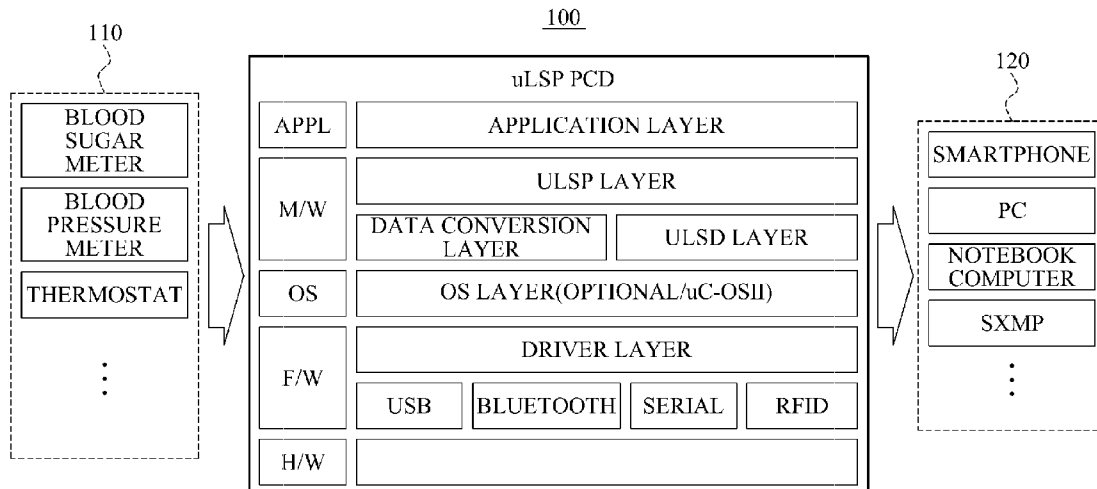 100
110
BLOOD
SUGAR
METER
BLOOD
PRESSURE
METER
THERMOSTAT
uLSP PCD
APPL
APPLICATION LAYER
M/W
ULSP LAYER
DATA CONVERSION
LAYER
ULSD LAYER
OS
OS LAYER(OPTIONAL/uC-OSII)
F/W
DRIVER LAYER
USB
BLUETOOTH
SERIAL
RFID
H/W
120
SMARTPHONE
PC
NOTEBOOK
COMPUTER
SXMP